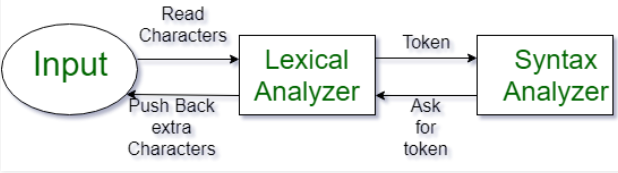 Read
Characters
Input
Push Back
extra
Characters
Lexical
Analyzer
Token
Ask
for
token
Syntax
Analyzer